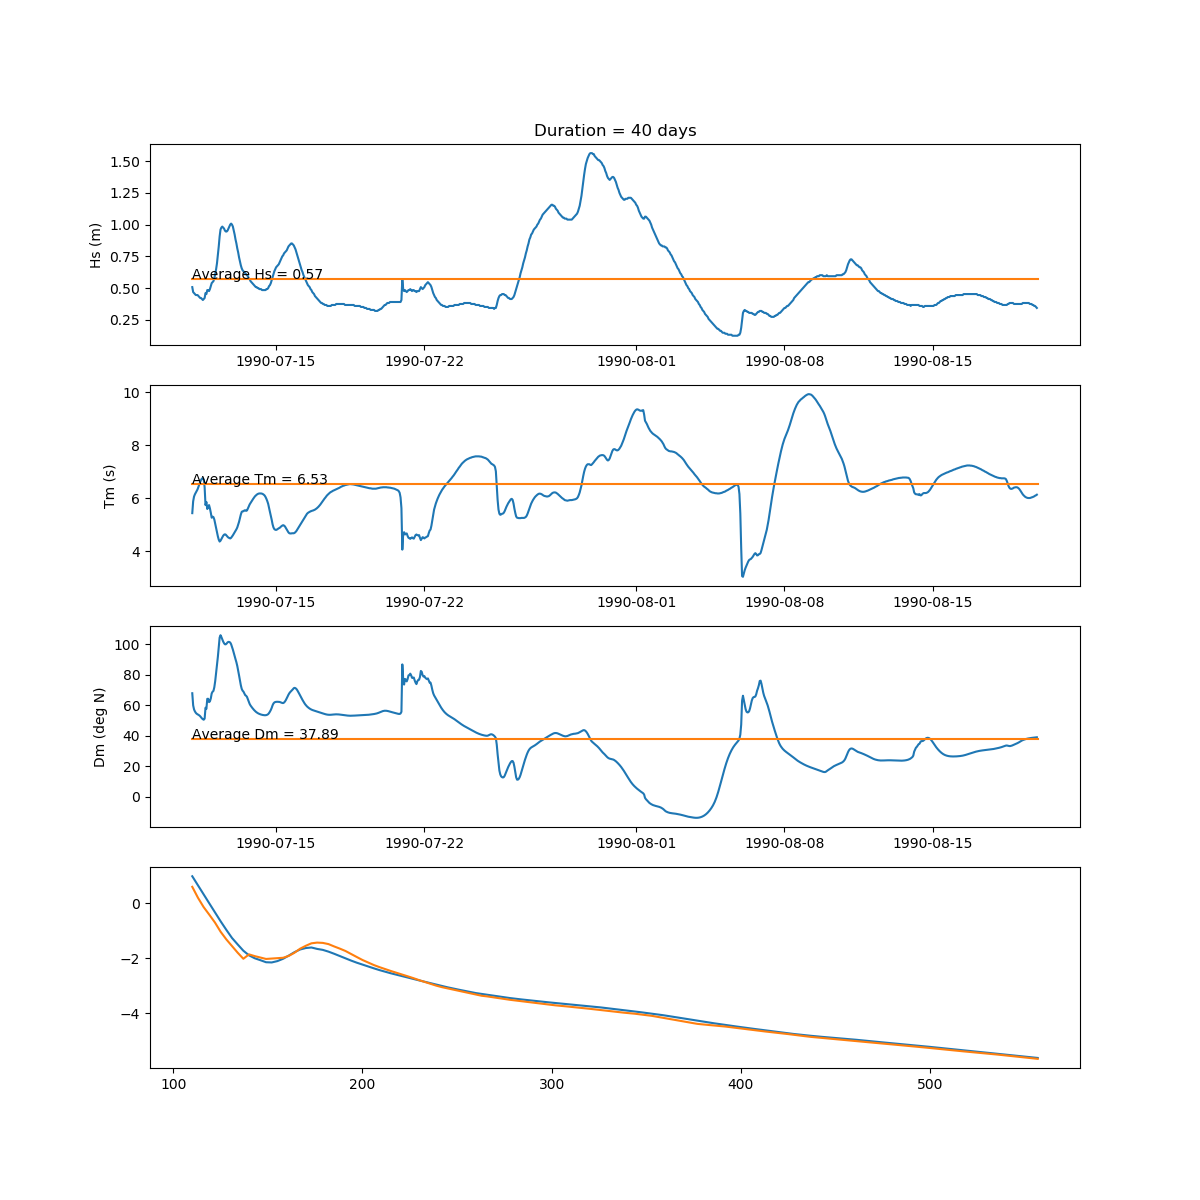 Duration = 40 days
Hs (m)
1.50
1.25
1.00
0.75
0.50
0.25
Average Hs = 0.57
1990-07-15 1990-07-22 1990-08-01 1990-08-08 1990-08-15
Tm (s)
10
8
6
4
Average Tm = 6.53
1990-07-15 1990-07-22 1990-08-01 1990-08-08 1990-08-15
Dm (deg N)
100
80
60
40
20
0
Average Dm = 37.89
1990-07-15 1990-07-22 1990-08-01 1990-08-08 1990-08-15
0
−2
−4
100 200 300 400 500